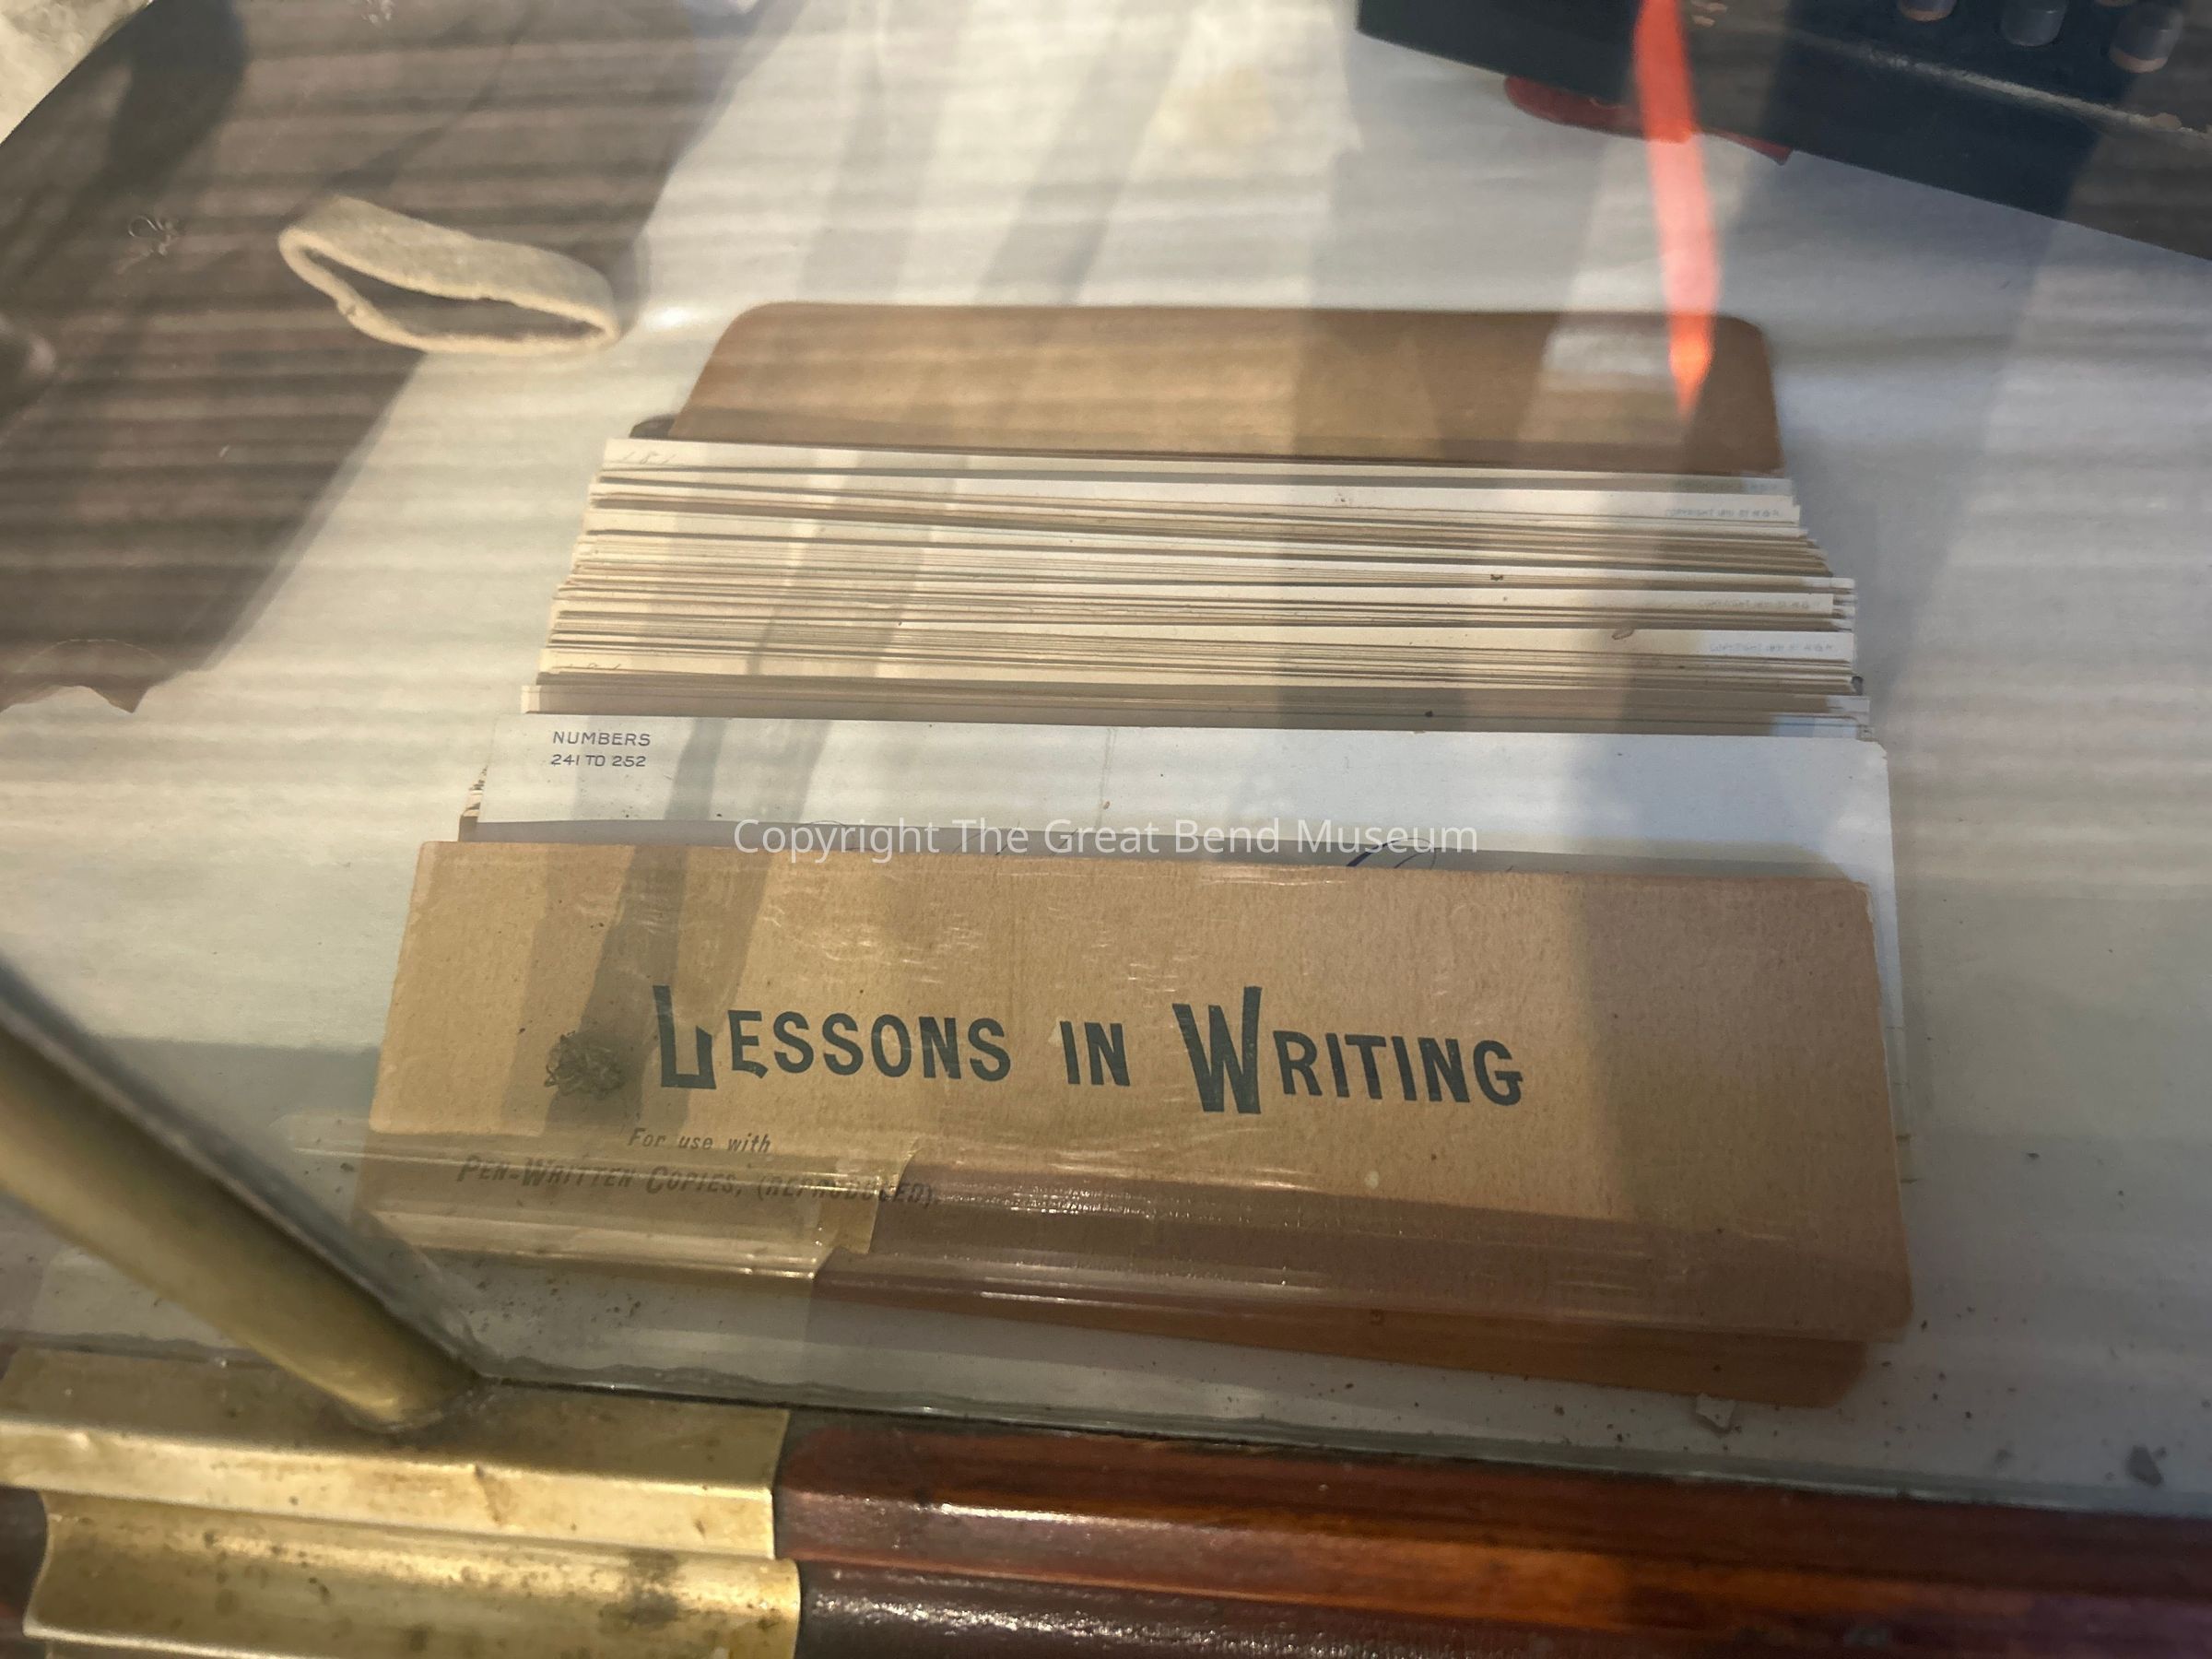 NUMBERS
241 TO 252
Copyright The Great Bend Museum
LESSONS IN WRITING
For use with
PEN-WRITTEN COPIES, (REPRODUCED).